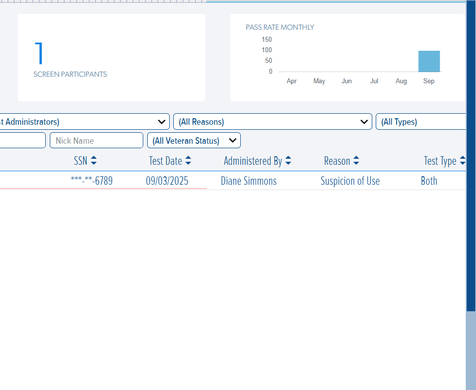 1
SCREEN PARTICIPANTS
PASS RATE MONTHLY
150
100
50
0
Apr May Jun Jul Aug Sep
t Administrators) (All Reasons) (All Types)
Nick Name (All Veteran Status)
SSN Test Date Administered By Reason Test Type
***-**-6789 09/03/2025 Diane Simmons Suspicion of Use Both